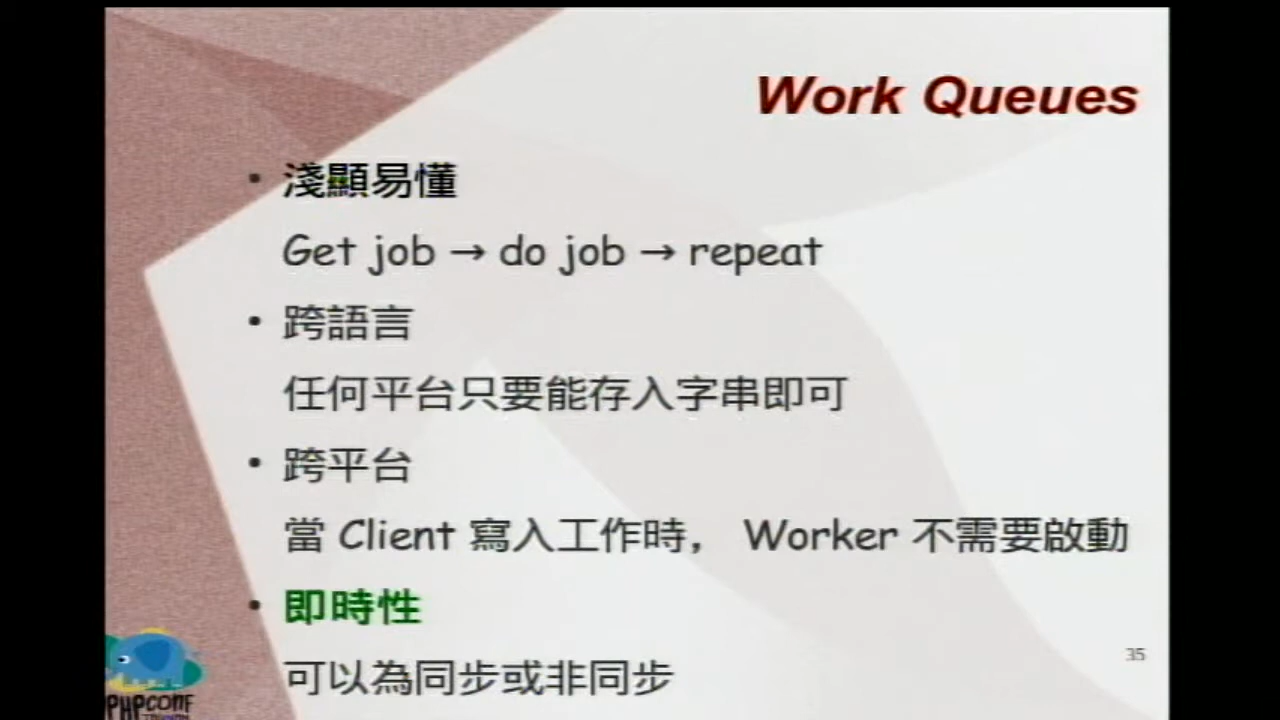 Work Queues
• 淺顯易懂
Get job → do job → repeat
• 跨語言
任何平台只要能存入字串即可
• 跨平台
當 Client 寫入工作時， Worker 不需要啟動
• 即時性
可以為同步或非同步
35
PHPCONF